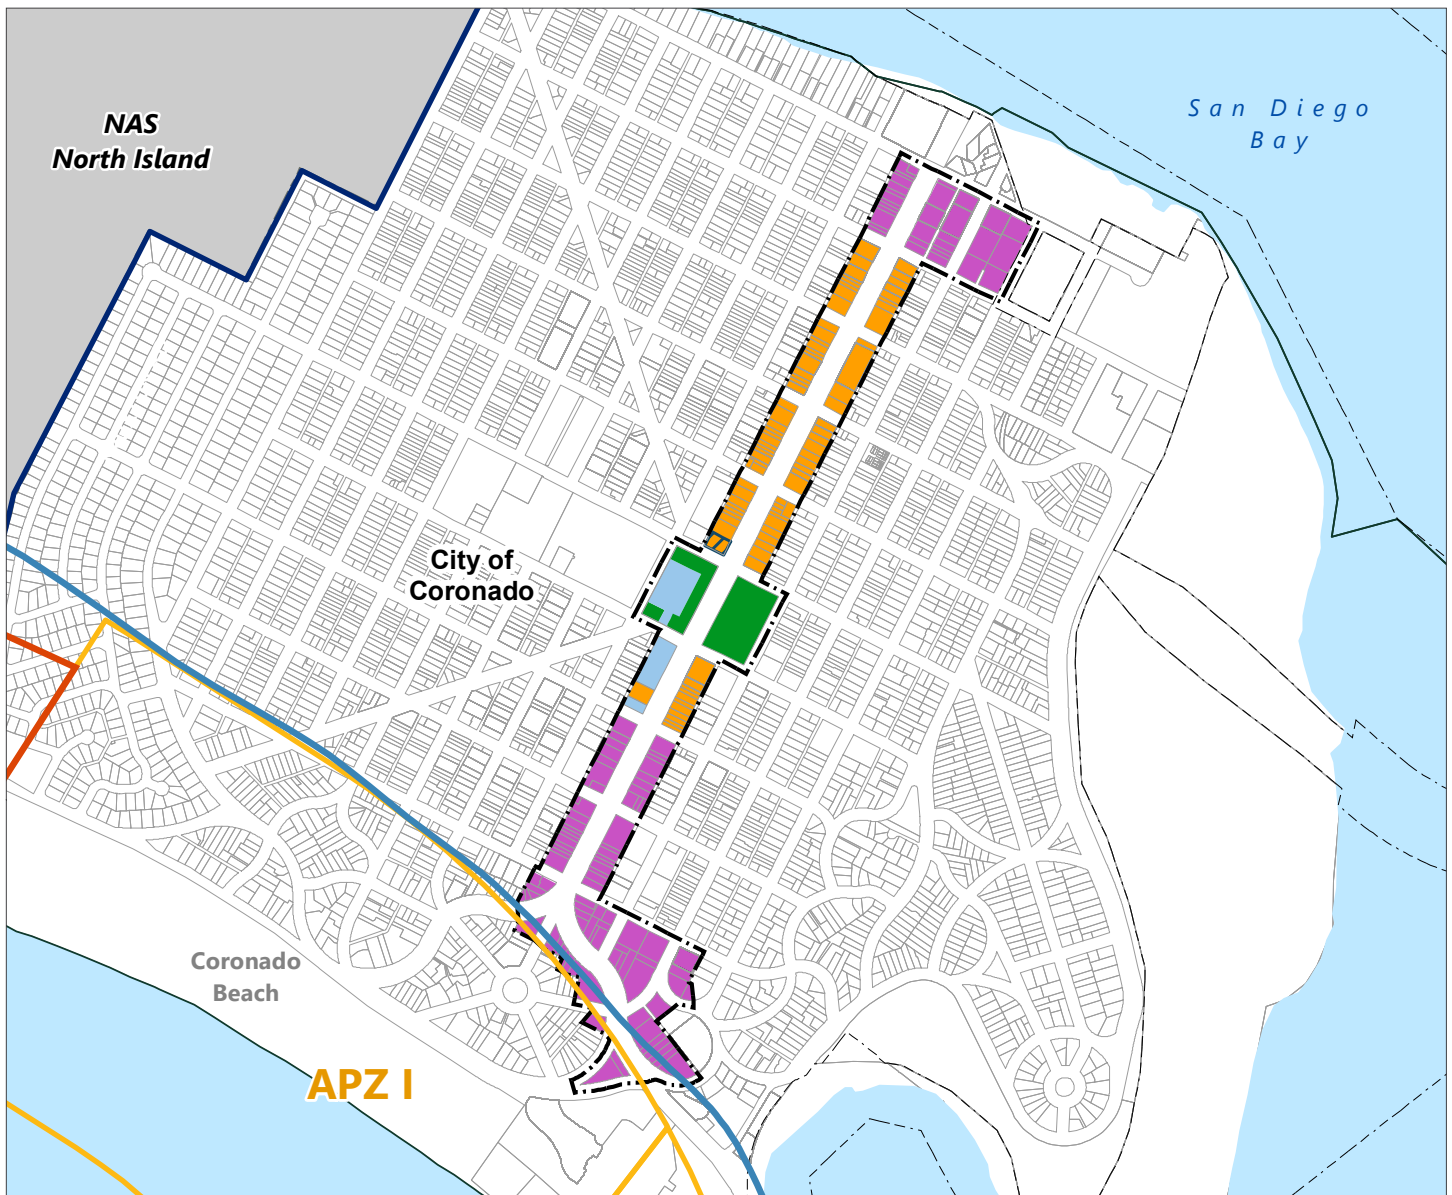 NAS
North Island
San Diego
Bay
City of
Coronado
Coronado
Beach
APZ I